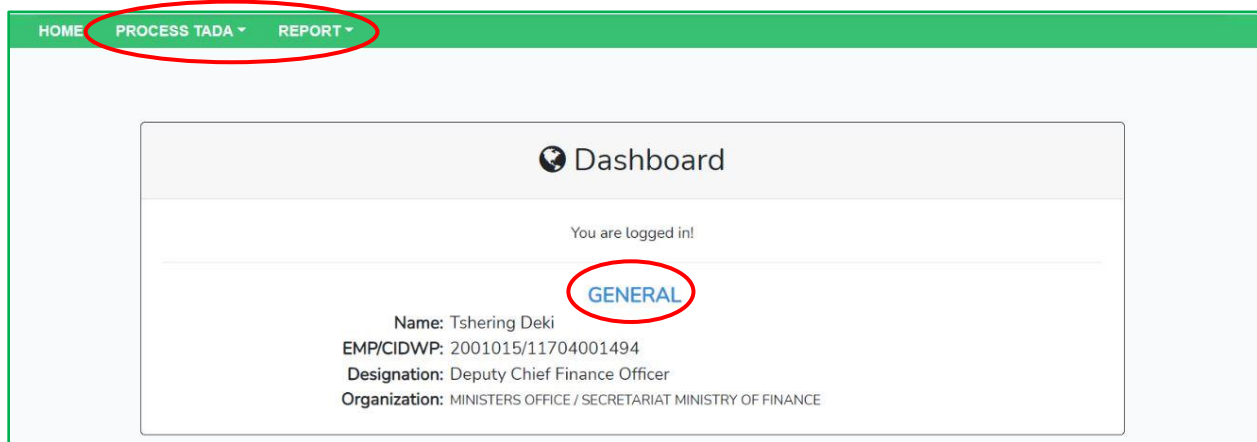 HOME PROCESS TADA REPORT
Dashboard
You are logged in!
GENERAL
Name: Tshering Deki
EMP/CIDWP: 2001015/11704001494
Designation: Deputy Chief Finance Officer
Organization: MINISTERS OFFICE / SECRETARIAT MINISTRY OF FINANCE